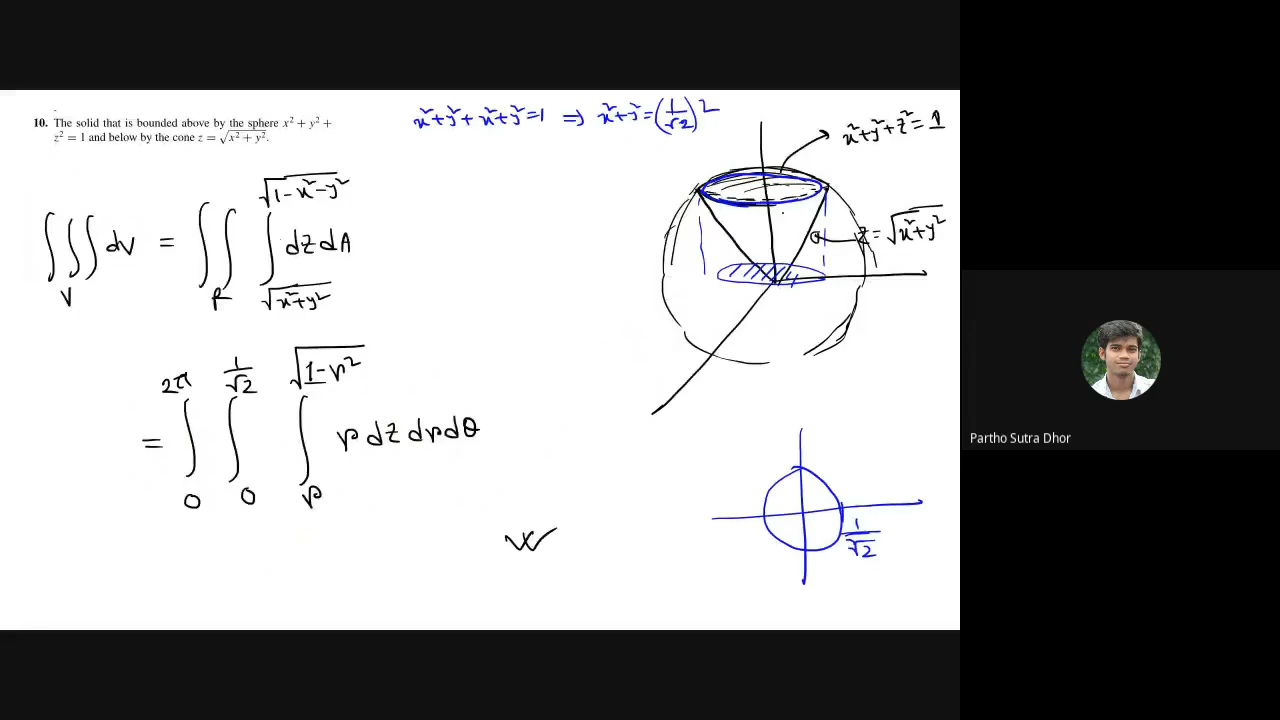 10. The solid that is bounded above by the sphere x² + y² +
z² = 1 and below by the cone z = √(x² + y²).
x²+y²+x²+y²=1 ⇒ x²+y²=(1/√2)²
x²+y²+z²=1
∭_V dV = ∬_R ∫_{√(x²+y²)}^{√(1-x²-y²)} dz dA
z=√(x²+y²)
= ∫_0^{2π} ∫_0^{1/√2} ∫_r^{√(1-r²)} r dz dr dθ
1/√2
Partho Sutra Dhor